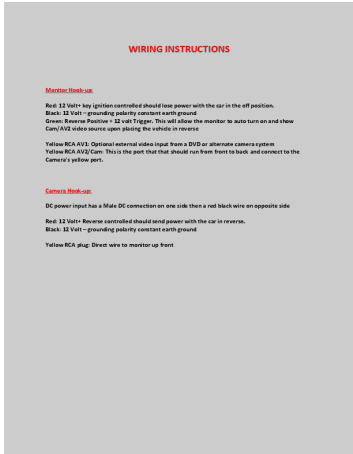 WIRING INSTRUCTIONS
Monitor Hook-up:
Red: 12 Volt+ key ignition controlled should lose power with the car in the off position.
Black: 12 Volt – grounding polarity constant earth ground
Green: Reverse Positive + 12 volt Trigger. This will allow the monitor to auto turn on and show
Cam/AV2 video source upon placing the vehicle in reverse
Yellow RCA AV1: Optional external video input from a DVD or alternate camera system
Yellow RCA AV2/Cam: This is the port that that should run from front to back and connect to the
Camera's yellow port.
Camera Hook-up:
DC power input has a Male DC connection on one side then a red black wire on opposite side
Red: 12 Volt+ Reverse controlled should send power with the car in reverse.
Black: 12 Volt – grounding polarity constant earth ground
Yellow RCA plug: Direct wire to monitor up front